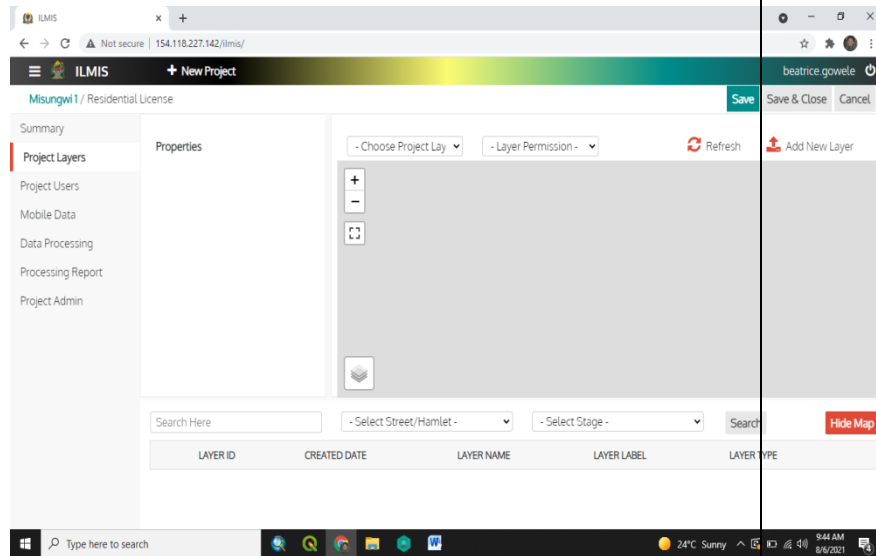 ILMIS × +
Not secure | 154.118.227.142/ilmis/
ILMIS + New Project beatrice.gowele
Misungwi 1 / Residential License Save Save & Close Cancel
Summary
Project Layers
Project Users
Mobile Data
Data Processing
Processing Report
Project Admin
Properties
- Choose Project Lay - Layer Permission - Refresh Add New Layer
+
−
Search Here - Select Street/Hamlet - - Select Stage - Search Hide Map
LAYER ID CREATED DATE LAYER NAME LAYER LABEL LAYER TYPE
Type here to search 24°C Sunny 9:44 AM
8/6/2021 4